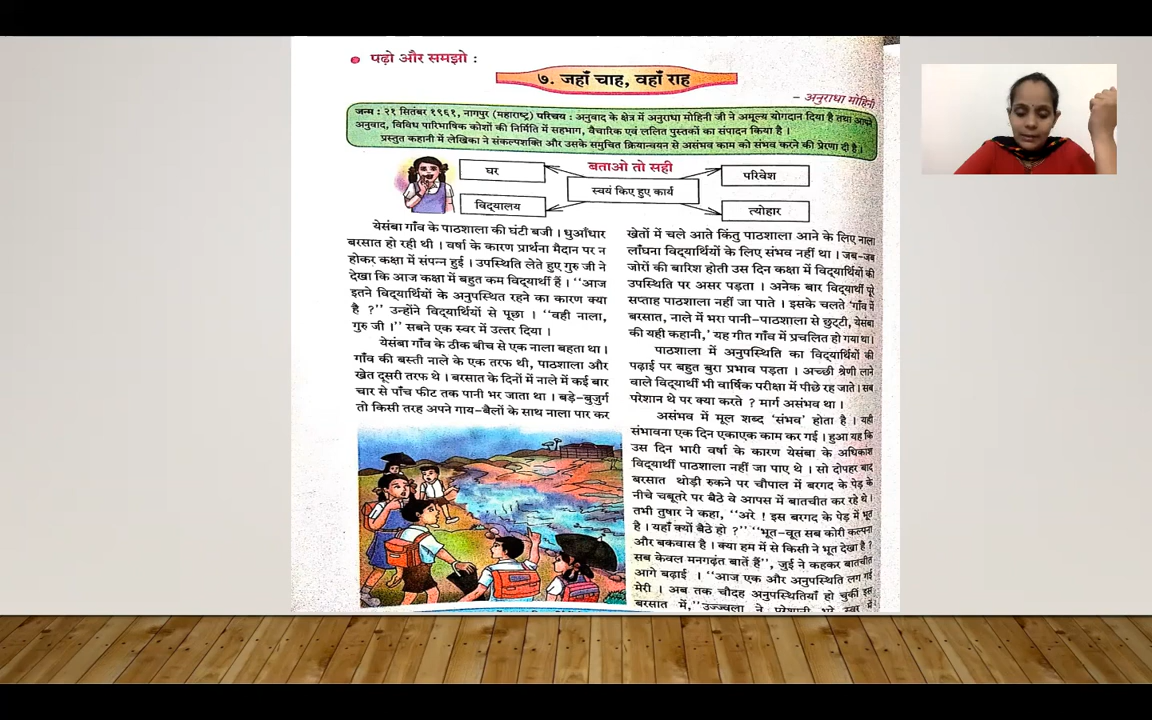 पढ़ो और समझो :
७. जहाँ चाह, वहाँ राह
- अनुराधा मोहिनी
जन्म : २१ सितंबर १९६१, नागपुर (महाराष्ट्र) परिचय : अनुवाद के क्षेत्र में अनुराधा मोहिनी जी ने अमूल्य योगदान दिया है तथा आपने
अनुवाद, विविध पारिभाषिक कोशों की निर्मिति में सहभाग, वैचारिक एवं ललित पुस्तकों का संपादन किया है ।
प्रस्तुत कहानी में लेखिका ने संकल्पशक्ति और उसके समुचित क्रियान्वयन से असंभव काम को संभव करने की प्रेरणा दी है ।
बताओ तो सही
घर
परिवेश
स्वयं किए हुए कार्य
विद्यालय
त्योहार
येसंबा गाँव के पाठशाला की घंटी बजी । धुआँधार
बरसात हो रही थी । वर्षा के कारण प्रार्थना मैदान पर न
होकर कक्षा में संपन्न हुई । उपस्थिति लेते हुए गुरु जी ने
देखा कि आज कक्षा में बहुत कम विद्यार्थी हैं । ‘‘आज
इतने विद्यार्थियों के अनुपस्थित रहने का कारण क्या
है ?’’ उन्होंने विद्यार्थियों से पूछा । ‘‘वही नाला,
गुरु जी ।’’ सबने एक स्वर में उत्तर दिया ।
येसंबा गाँव के ठीक बीच से एक नाला बहता था ।
गाँव की बस्ती नाले के एक तरफ थी, पाठशाला और
खेत दूसरी तरफ थे । बरसात के दिनों में नाले में कई बार
चार से पाँच फीट तक पानी भर जाता था । बड़े-बुजुर्ग
तो किसी तरह अपने गाय-बैलों के साथ नाला पार कर
खेतों में चले आते किंतु पाठशाला आने के लिए नाला
लाँघना विद्यार्थियों के लिए संभव नहीं था । जब-जब
जोरों की बारिश होती उस दिन कक्षा में विद्यार्थियों की
उपस्थिति पर असर पड़ता । अनेक बार विद्यार्थी पूरे
सप्ताह पाठशाला नहीं जा पाते । इसके चलते ‘गाँव में
बरसात, नाले में भरा पानी-पाठशाला से छुट्टी, येसंबा
की यही कहानी,’ यह गीत गाँव में प्रचलित हो गया था।
पाठशाला में अनुपस्थिति का विद्यार्थियों की
पढ़ाई पर बहुत बुरा प्रभाव पड़ता । अच्छी श्रेणी लाने
वाले विद्यार्थी भी वार्षिक परीक्षा में पीछे रह जाते। सब
परेशान थे पर क्या करते ? मार्ग असंभव था ।
असंभव में मूल शब्द ‘संभव’ होता है । यही
संभावना एक दिन एकाएक काम कर गई । हुआ यह कि
उस दिन भारी वर्षा के कारण येसंबा के अधिकांश
विद्यार्थी पाठशाला नहीं जा पाए थे । सो दोपहर बाद
बरसात थोड़ी रुकने पर चौपाल में बरगद के पेड़ के
नीचे चबूतरे पर बैठे वे आपस में बातचीत कर रहे थे ।
तभी तुषार ने कहा, ‘‘अरे ! इस बरगद के पेड़ में भूत
है । यहाँ क्यों बैठे हो ?’’ ‘‘भूत-वूत सब कोरी कल्पना
और बकवास है । क्या हम में से किसी ने भूत देखा है ?
सब केवल मनगढ़ंत बातें हैं’’, जुई ने कहकर बातचीत
आगे बढ़ाई । ‘‘आज एक और अनुपस्थिति लग गई
मेरी । अब तक चौदह अनुपस्थितियाँ हो चुकीं इस
बरसात में,’’ उज्ज्वला ने परेशानी भरे स्वर में